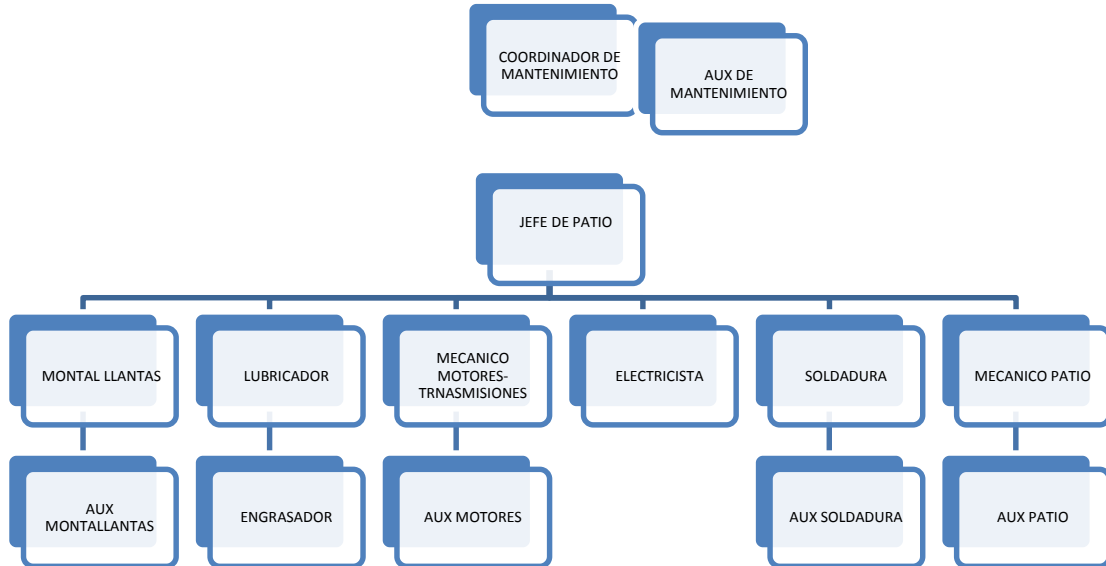 COORDINADOR DE
MANTENIMIENTO
AUX DE
MANTENIMIENTO
JEFE DE PATIO
MONTAL LLANTAS
LUBRICADOR
MECANICO
MOTORES-
TRNASMISIONES
ELECTRICISTA
SOLDADURA
MECANICO PATIO
AUX
MONTALLANTAS
ENGRASADOR
AUX MOTORES
AUX SOLDADURA
AUX PATIO